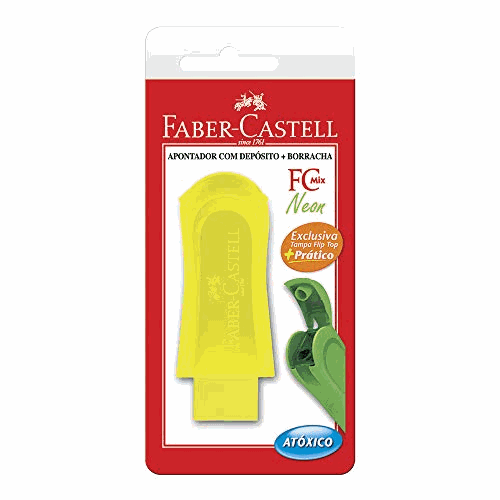 FABER-CASTELL
since 1761
APONTADOR COM DEPÓSITO + BORRACHA
FC Mix
Neon
Exclusiva
Tampa Flip Top
+Prático
FABER-CASTELL
ATÓXICO